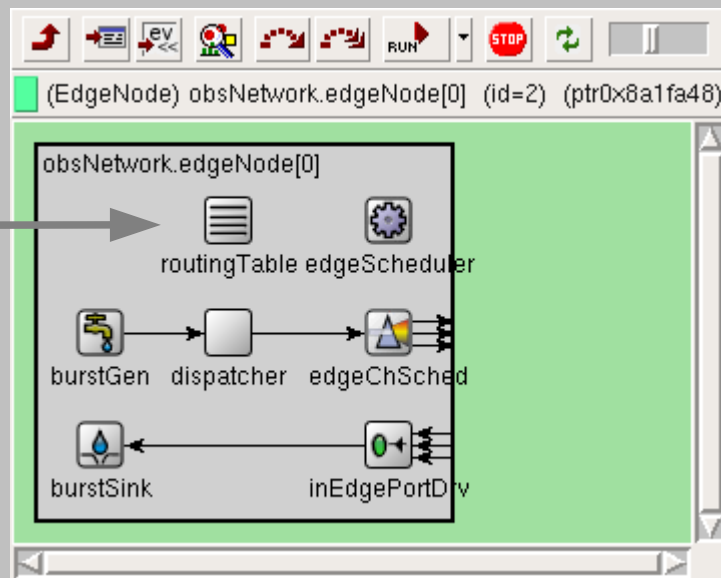 ev
<<
RUN
STOP
(EdgeNode) obsNetwork.edgeNode[0] (id=2) (ptr0x8a1fa48)
obsNetwork.edgeNode[0]
routingTable edgeScheduler
burstGen dispatcher edgeChSched
burstSink inEdgePortDrv